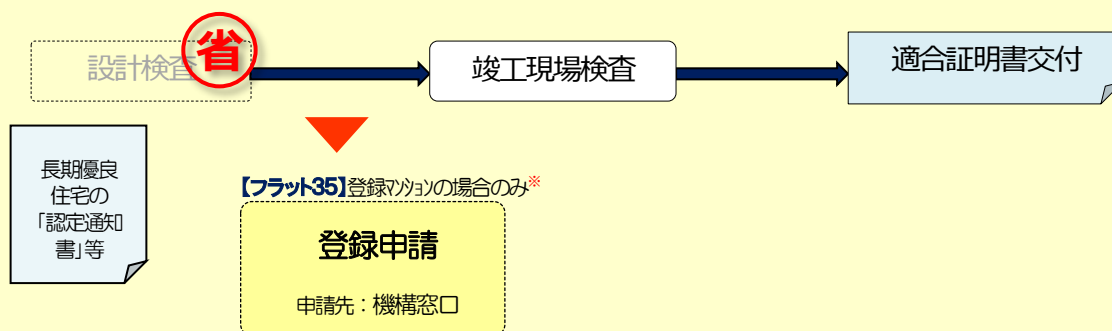 設計検査
省
竣工現場検査
適合証明書交付
長期優良
住宅の
「認定通知
書」等
【フラット35】登録マンションの場合のみ※
登録申請
申請先：機構窓口